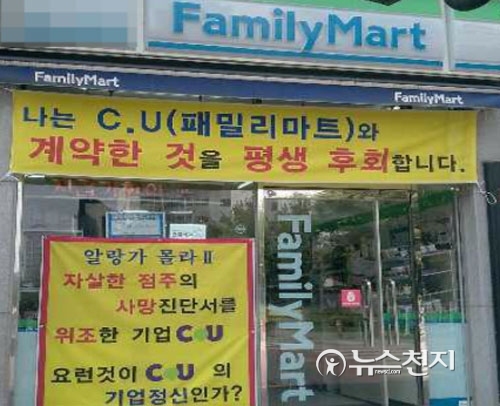 FamilyMart
FamilyMart
FamilyMart
나는 C.U(패밀리마트)와
계약한 것을 평생 후회합니다.
알랑가 몰라Ⅱ
자살한 점주의
사망진단서를
위조한 기업 CU
요런것이 CU 의
기업정신인가?
FamilyMart
뉴스천지